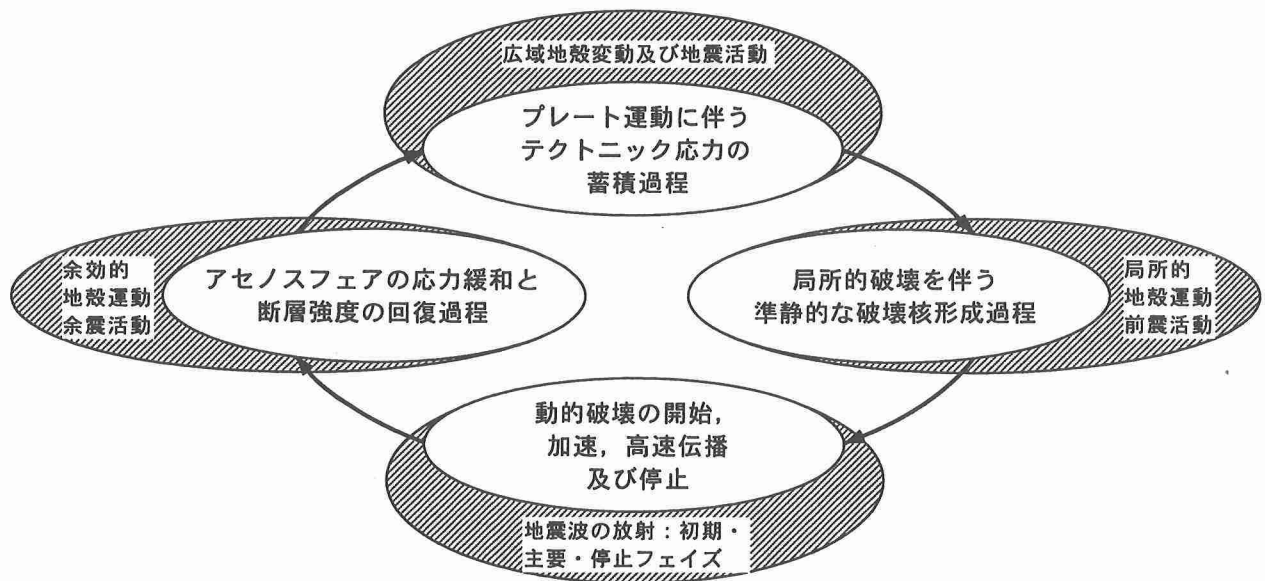 広域地殻変動及び地震活動
プレート運動に伴う
テクトニック応力の
蓄積過程
余効的
地殻運動
余震活動
アセノスフェアの応力緩和と
断層強度の回復過程
局所的破壊を伴う
準静的な破壊核形成過程
局所的
地殻運動
前震活動
動的破壊の開始,
加速,高速伝播
及び停止
地震波の放射:初期・
主要・停止フェイズ